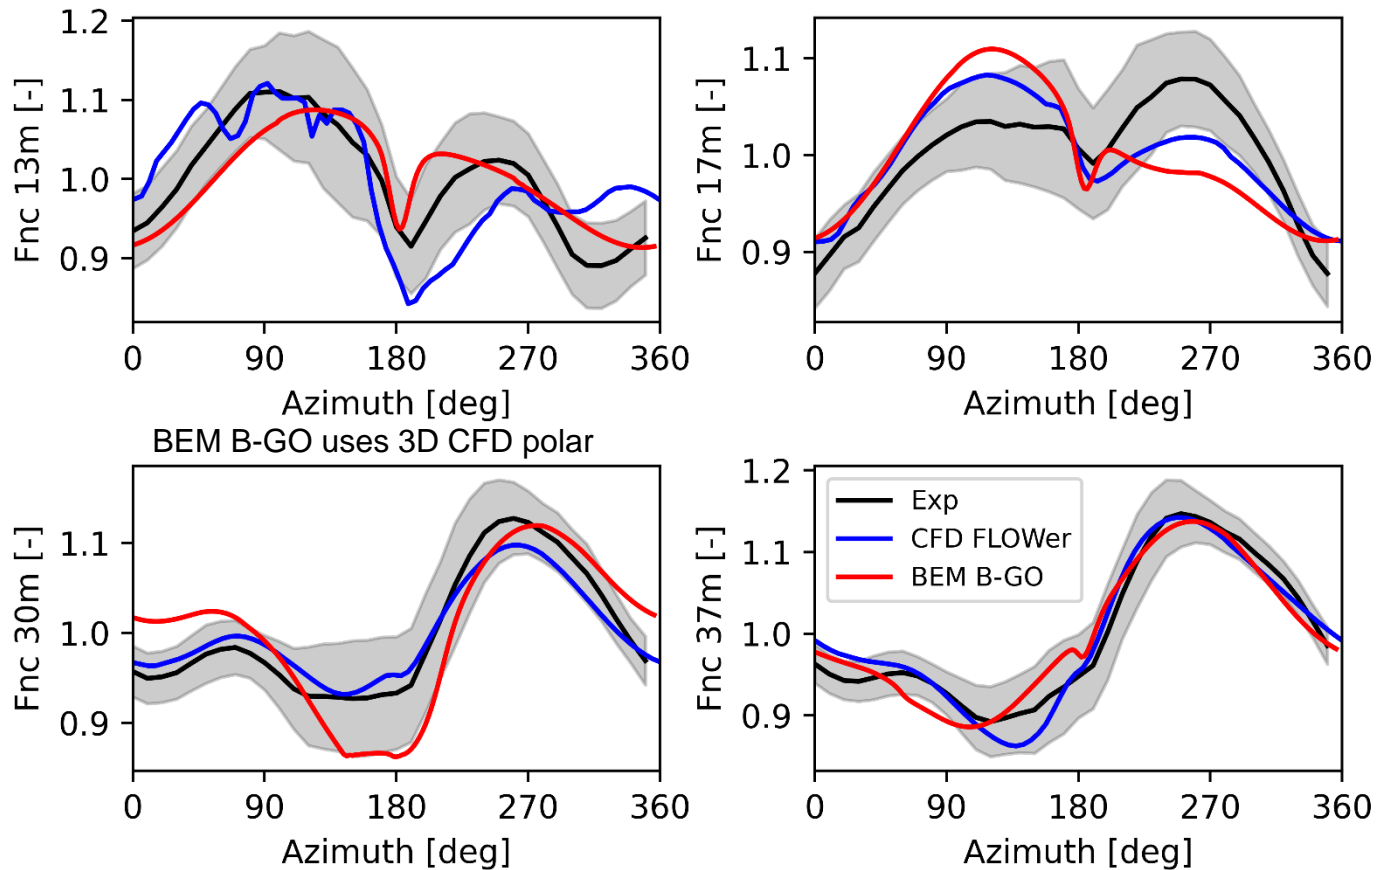 1.2
1.1
1.0
0.9
Fnc 13m [-]
0 90 180 270 360
Azimuth [deg]
1.1
1.0
0.9
Fnc 17m [-]
0 90 180 270 360
Azimuth [deg]
BEM B-GO uses 3D CFD polar
1.1
1.0
0.9
Fnc 30m [-]
0 90 180 270 360
Azimuth [deg]
1.2
1.1
1.0
0.9
Fnc 37m [-]
Exp
CFD FLOWer
BEM B-GO
0 90 180 270 360
Azimuth [deg]